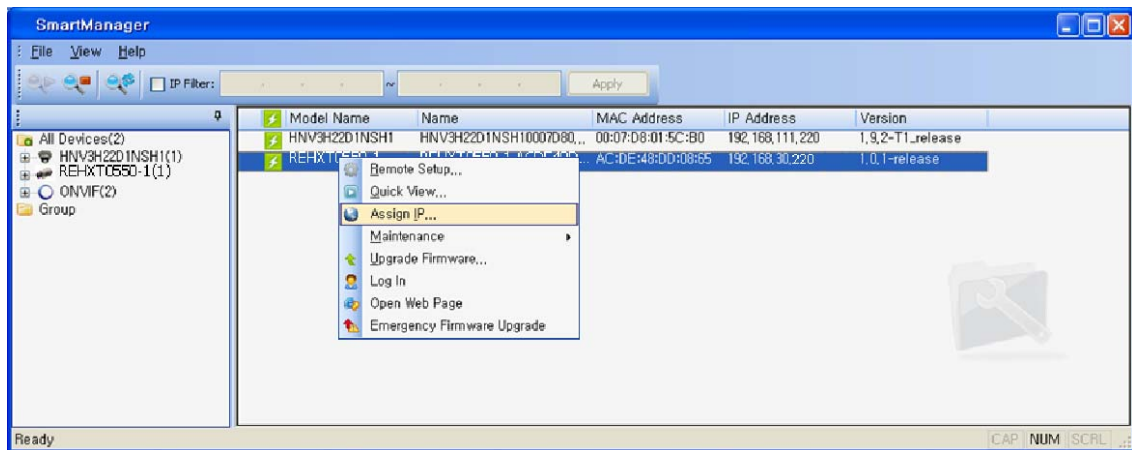 SmartManager
File View Help
IP Filter: . . . ~ . . . Apply
Model Name Name MAC Address IP Address Version
All Devices(2)
HNV3H22D1NSH1(1)
REHXT0550-1(1)
ONVIF(2)
Group
HNV3H22D1NSH1 HNV3H22D1NSH10007D80... 00:07:D8:01:5C:B0 192,168,111,220 1,9,2-T1_release
AC:DE:48:DD:08:65 192,168,30,220 1,0,1-release
Remote Setup...
Quick View...
Assign IP...
Maintenance
Upgrade Firmware...
Log In
Open Web Page
Emergency Firmware Upgrade
Ready CAP NUM SCRL